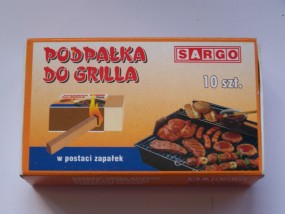 PODPAŁKA
DO GRILLA
SARGO
10 szt.
w postaci zapałek